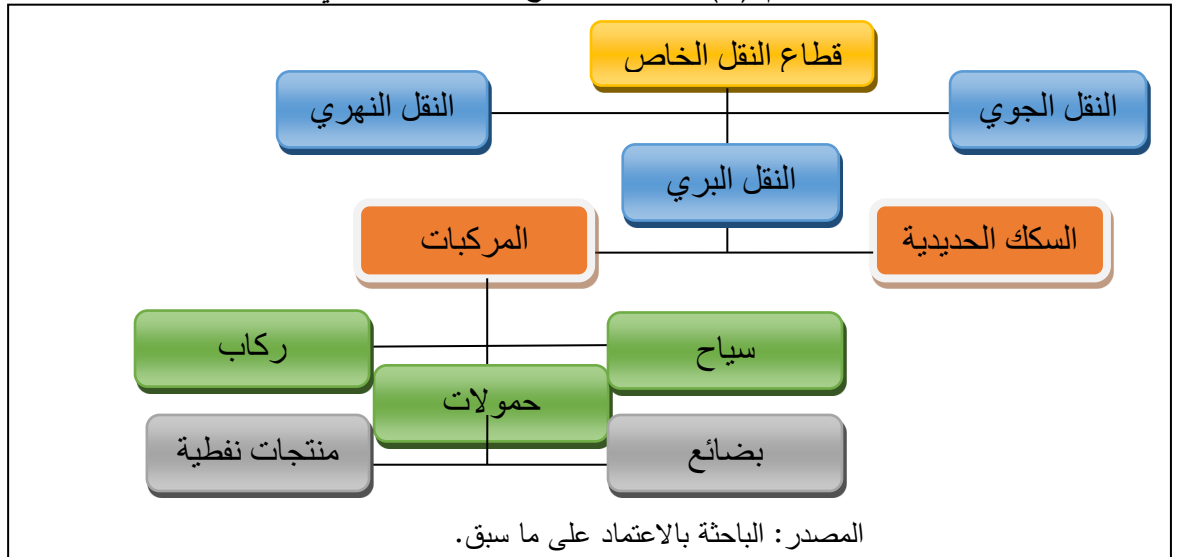 قطاع النقل الخاص
النقل الجوي
النقل النهري
النقل البري
السكك الحديدية
المركبات
سياح
ركاب
حمولات
بضائع
منتجات نفطية
المصدر: الباحثة بالاعتماد على ما سبق.